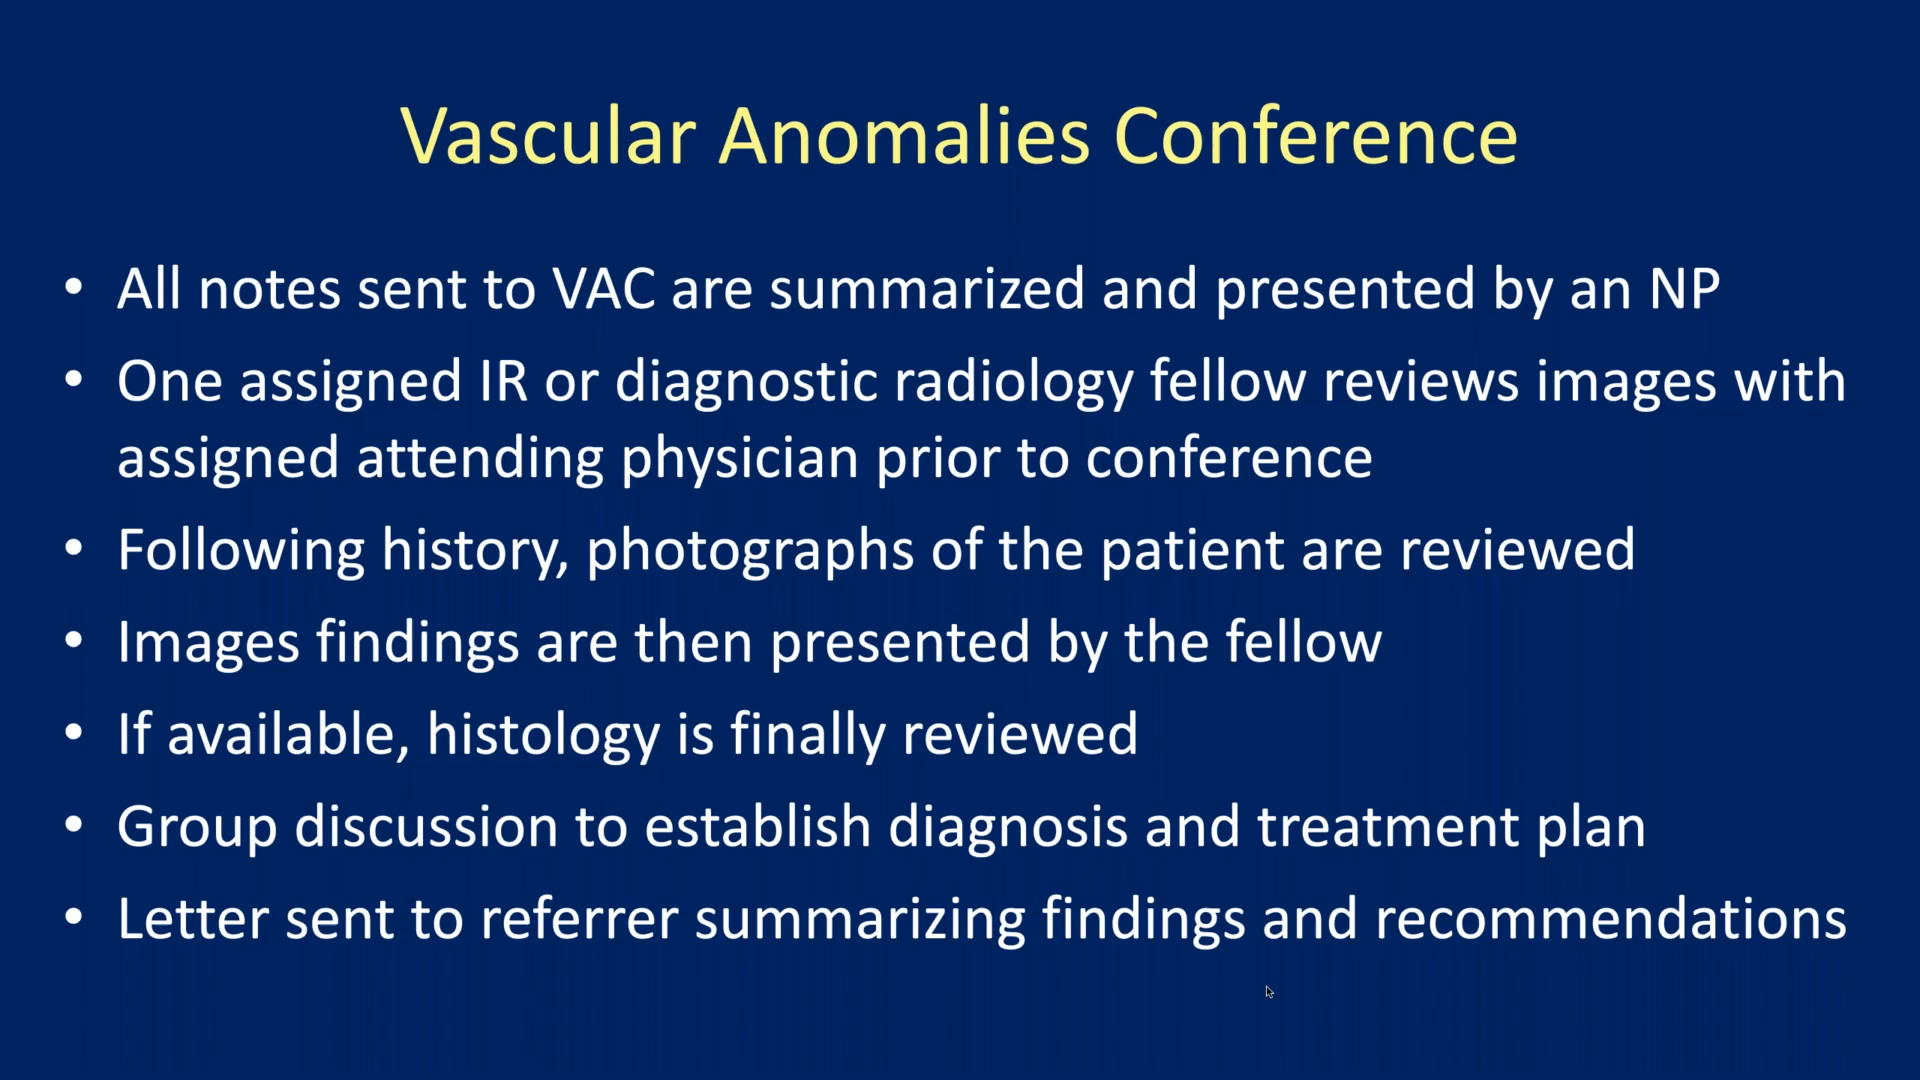 Vascular Anomalies Conference
• All notes sent to VAC are summarized and presented by an NP
• One assigned IR or diagnostic radiology fellow reviews images with
assigned attending physician prior to conference
• Following history, photographs of the patient are reviewed
• Images findings are then presented by the fellow
• If available, histology is finally reviewed
• Group discussion to establish diagnosis and treatment plan
• Letter sent to referrer summarizing findings and recommendations